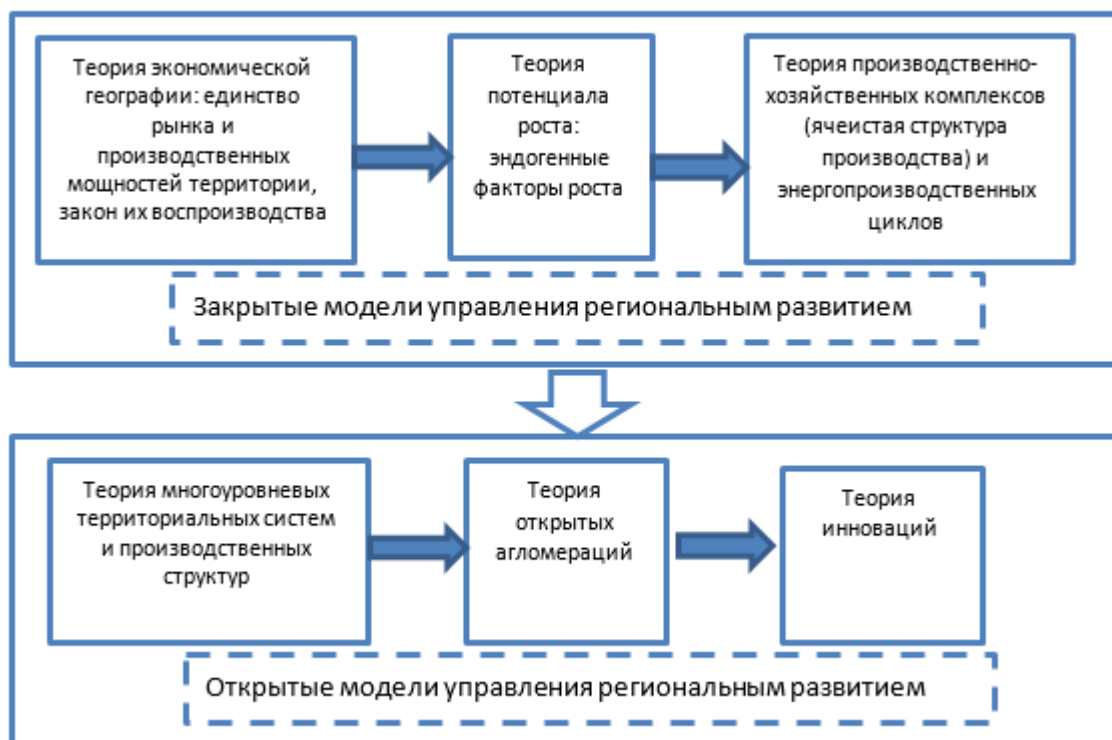 Теория экономической
географии: единство
рынка и
производственных
мощностей территории,
закон их воспроизводства
Теория
потенциала
роста:
эндогенные
факторы роста
Теория производственно-
хозяйственных комплексов
(ячеистая структура
производства) и
энергопроизводственных
циклов
Закрытые модели управления региональным развитием
Теория многоуровневых
территориальных систем
и производственных
структур
Теория
открытых
агломераций
Теория
инноваций
Открытые модели управления региональным развитием